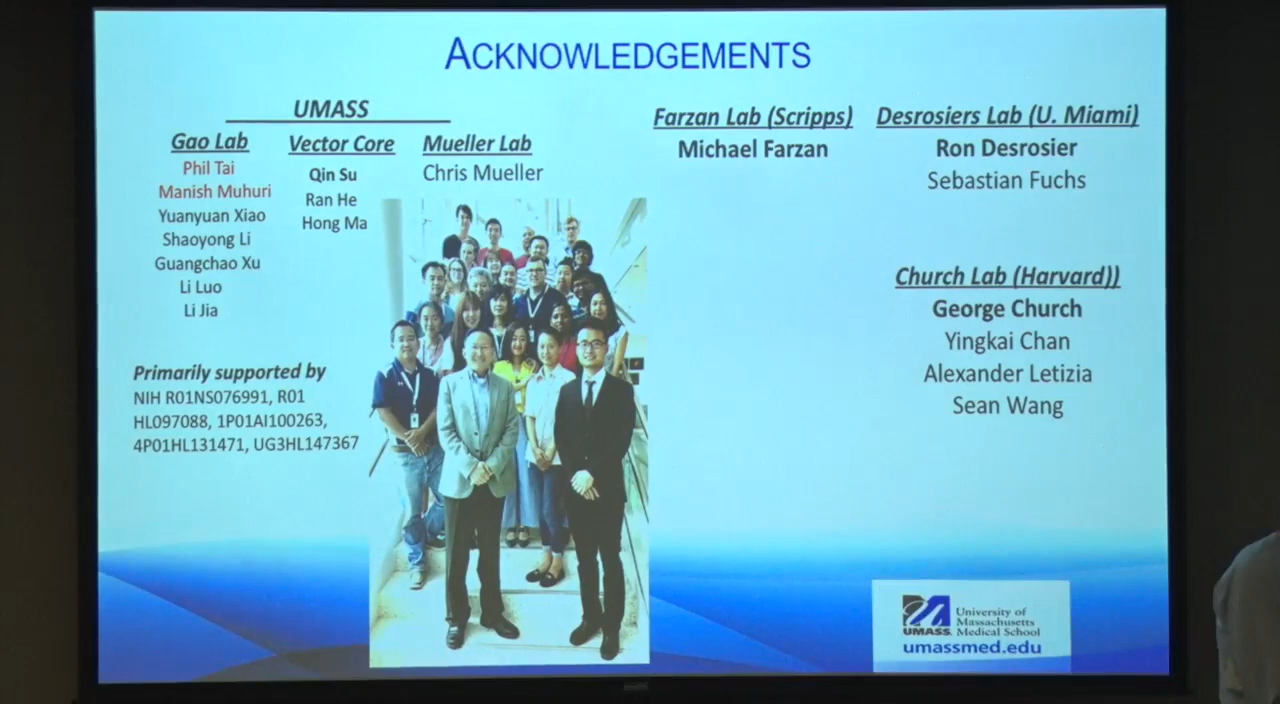 ACKNOWLEDGEMENTS
UMASS
Gao Lab
Phil Tai
Manish Muhuri
Yuanyuan Xiao
Shaoyong Li
Guangchao Xu
Li Luo
Li Jia
Vector Core
Qin Su
Ran He
Hong Ma
Mueller Lab
Chris Mueller
Primarily supported by
NIH R01NS076991, R01
HL097088, 1P01AI100263,
4P01HL131471, UG3HL147367
Farzan Lab (Scripps)
Michael Farzan
Desrosiers Lab (U. Miami)
Ron Desrosier
Sebastian Fuchs
Church Lab (Harvard))
George Church
Yingkai Chan
Alexander Letizia
Sean Wang
UMASS
University of
Massachusetts
Medical School
umassmed.edu